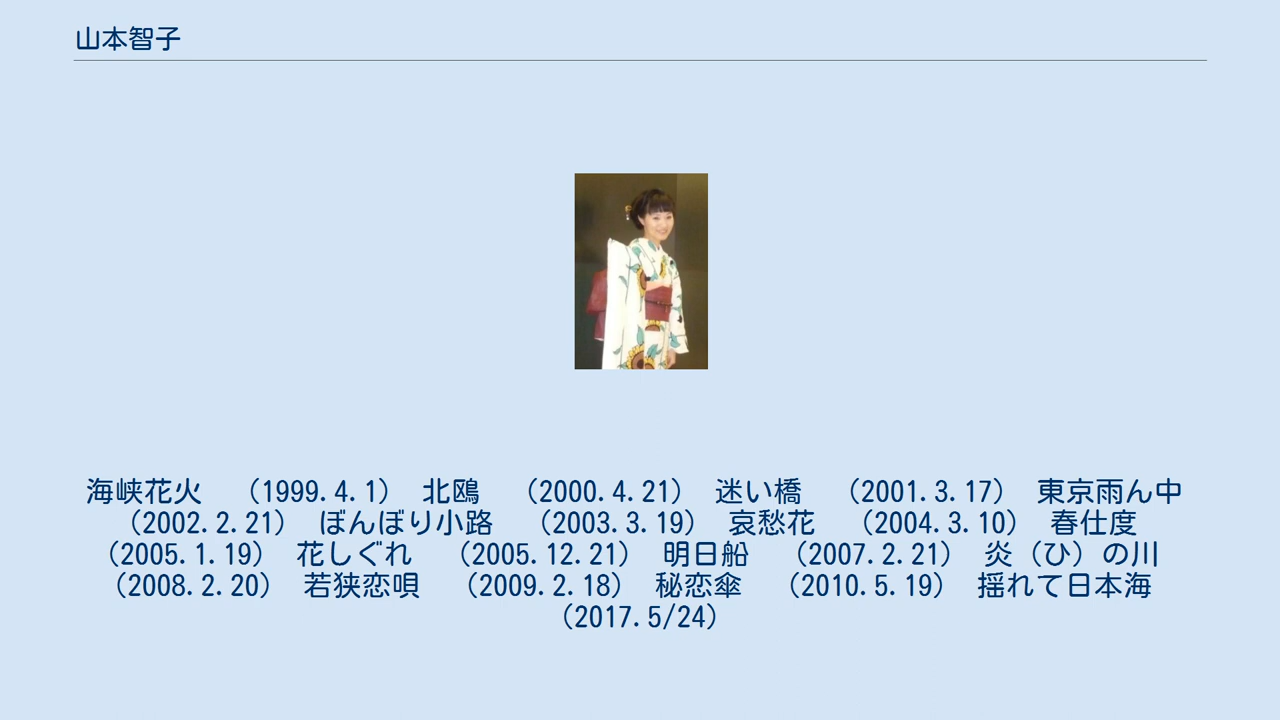 山本智子
海峡花火　（1999.4.1）　北鴎　（2000.4.21）　迷い橋　（2001.3.17）　東京雨ん中
（2002.2.21）　ぼんぼり小路　（2003.3.19）　哀愁花　（2004.3.10）　春仕度
（2005.1.19）　花しぐれ　（2005.12.21）　明日船　（2007.2.21）　炎（ひ）の川
（2008.2.20）　若狭恋唄　（2009.2.18）　秘恋傘　（2010.5.19）　揺れて日本海
（2017.5/24）